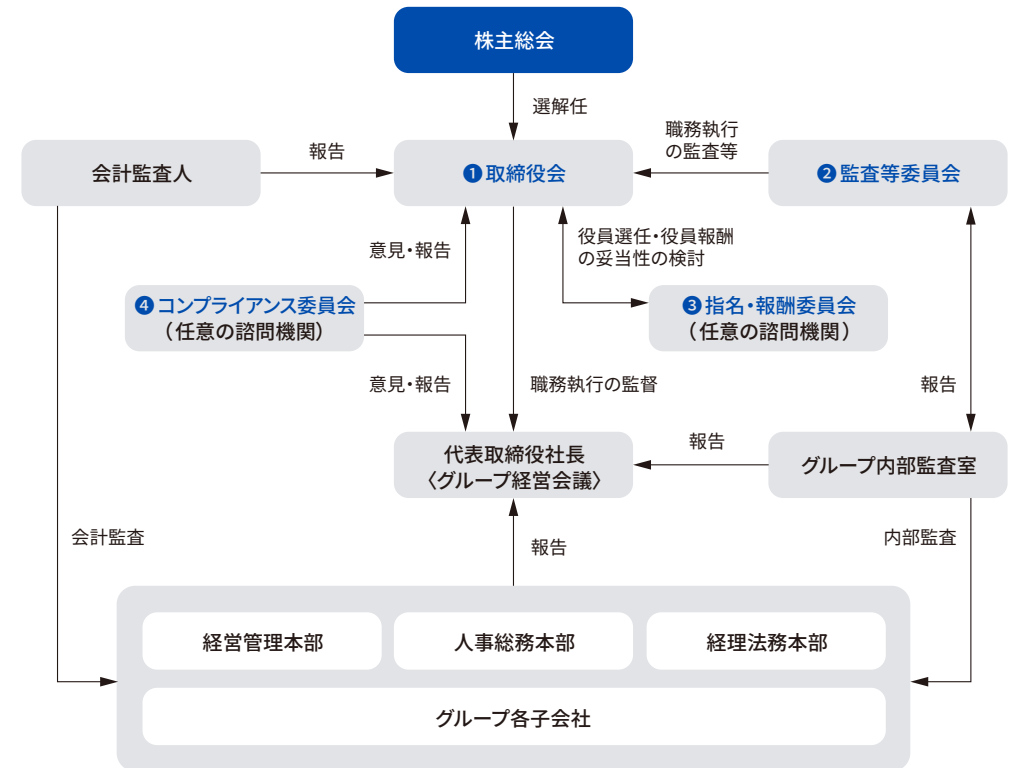 株主総会
選解任
職務執行
の監査等
報告
会計監査人
❶取締役会
❷監査等委員会
意見・報告
役員選任・役員報酬
の妥当性の検討
❹コンプライアンス委員会
（任意の諮問機関）
❸指名・報酬委員会
（任意の諮問機関）
意見・報告
職務執行の監督
報告
代表取締役社長
〈グループ経営会議〉
報告
グループ内部監査室
会計監査
報告
内部監査
経営管理本部
人事総務本部
経理法務本部
グループ各子会社